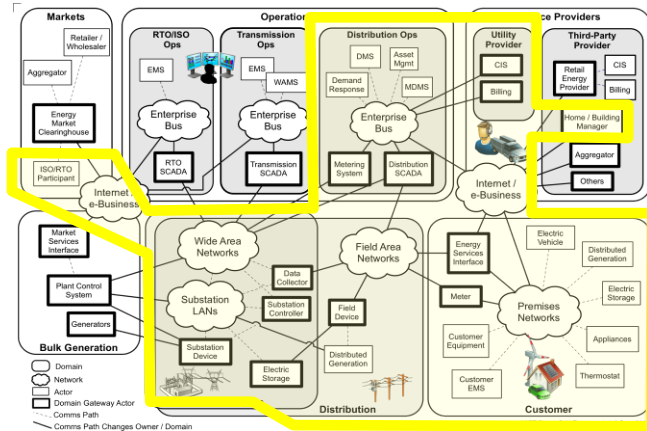 Markets
Operation
ce Providers
Retailer /
Wholesaler
Aggregator
Energy
Market
Clearinghouse
ISO/RTO
Participant
RTO/ISO
Ops
EMS
Enterprise
Bus
RTO
SCADA
Transmission
Ops
EMS
WAMS
Enterprise
Bus
Transmission
SCADA
Distribution Ops
DMS
Asset
Mgmt
Demand
Response
MDMS
Enterprise
Bus
Metering
System
Distribution
SCADA
Utility
Provider
CIS
Billing
Third-Party
Provider
Retail
Energy
Provider
CIS
Billing
Home / Building
Manager
Aggregator
Others
Internet /
e-Business
Internet /
e-Business
Market
Services
Interface
Plant Control
System
Generators
Bulk Generation
Wide Area
Networks
Data
Collector
Substation
LANs
Substation
Controller
Substation
Device
Electric
Storage
Field Area
Networks
Field
Device
Distributed
Generation
Distribution
Energy
Services
Interface
Meter
Premises
Networks
Electric
Vehicle
Distributed
Generation
Electric
Storage
Appliances
Thermostat
Customer
Equipment
Customer
EMS
Customer
Domain
Network
Actor
Domain Gateway Actor
Comms Path
Comms Path Changes Owner / Domain